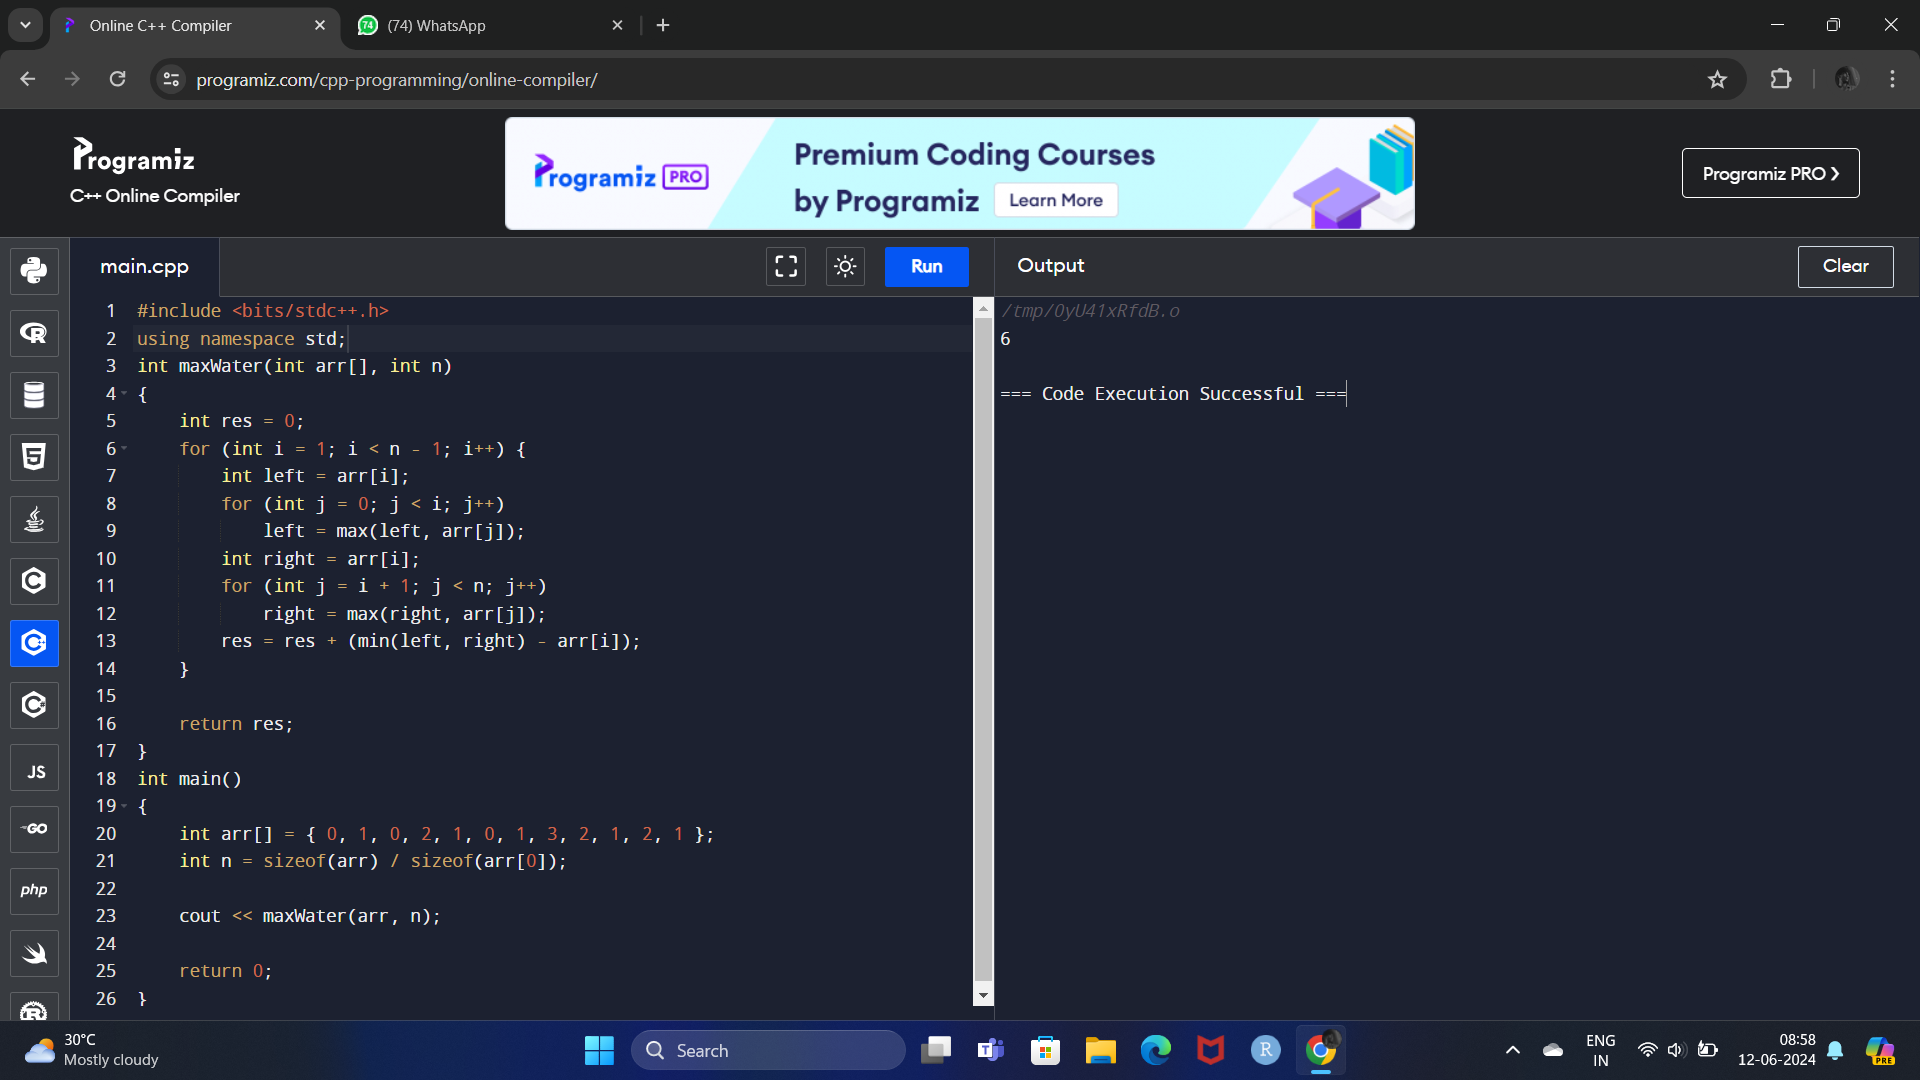 Online C++ Compiler
74
(74) WhatsApp
programiz.com/cpp-programming/online-compiler/
Programiz
C++ Online Compiler
Programiz PRO
Premium Coding Courses
by Programiz
Learn More
Programiz PRO ❯
main.cpp
Run
Output
Clear
1 #include <bits/stdc++.h>
2 using namespace std;
3 int maxWater(int arr[], int n)
4 {
5     int res = 0;
6     for (int i = 1; i < n - 1; i++) {
7         int left = arr[i];
8         for (int j = 0; j < i; j++)
9             left = max(left, arr[j]);
10         int right = arr[i];
11         for (int j = i + 1; j < n; j++)
12             right = max(right, arr[j]);
13         res = res + (min(left, right) - arr[i]);
14     }
15
16     return res;
17 }
18 int main()
19 {
20     int arr[] = { 0, 1, 0, 2, 1, 0, 1, 3, 2, 1, 2, 1 };
21     int n = sizeof(arr) / sizeof(arr[0]);
22
23     cout << maxWater(arr, n);
24
25     return 0;
26 }
/tmp/0yU41xRfdB.o
6
=== Code Execution Successful ===
R
5
C
C
C
JS
GO
php
R
30°C
Mostly cloudy
Search
T
R
ENG
IN
08:58
12-06-2024
PRE